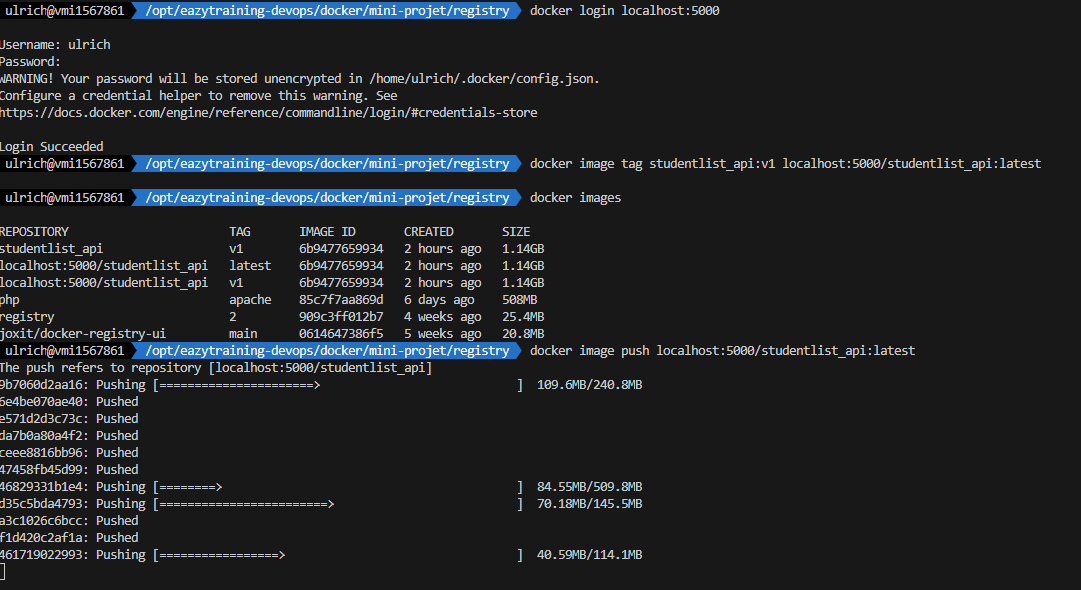 ulrich@vmi1567861 /opt/eazytraining-devops/docker/mini-projet/registry docker login localhost:5000
Username: ulrich
Password:
WARNING! Your password will be stored unencrypted in /home/ulrich/.docker/config.json.
Configure a credential helper to remove this warning. See
https://docs.docker.com/engine/reference/commandline/login/#credentials-store
Login Succeeded
ulrich@vmi1567861 /opt/eazytraining-devops/docker/mini-projet/registry docker image tag studentlist_api:v1 localhost:5000/studentlist_api:latest
ulrich@vmi1567861 /opt/eazytraining-devops/docker/mini-projet/registry docker images
REPOSITORY TAG IMAGE ID CREATED SIZE
studentlist_api v1 6b9477659934 2 hours ago 1.14GB
localhost:5000/studentlist_api latest 6b9477659934 2 hours ago 1.14GB
localhost:5000/studentlist_api v1 6b9477659934 2 hours ago 1.14GB
php apache 85c7f7aa869d 6 days ago 508MB
registry 2 909c3ff012b7 4 weeks ago 25.4MB
joxit/docker-registry-ui main 0614647386f5 5 weeks ago 20.8MB
ulrich@vmi1567861 /opt/eazytraining-devops/docker/mini-projet/registry docker image push localhost:5000/studentlist_api:latest
The push refers to repository [localhost:5000/studentlist_api]
9b7060d2aa16: Pushing [======================> ] 109.6MB/240.8MB
6e4be070ae40: Pushed
e571d2d3c73c: Pushed
da7b0a80a4f2: Pushed
ceee8816bb96: Pushed
47458fb45d99: Pushed
46829331b1e4: Pushing [========> ] 84.55MB/509.8MB
d35c5bda4793: Pushing [========================> ] 70.18MB/145.5MB
a3c1026c6bcc: Pushed
f1d420c2af1a: Pushed
461719022993: Pushing [=================> ] 40.59MB/114.1MB